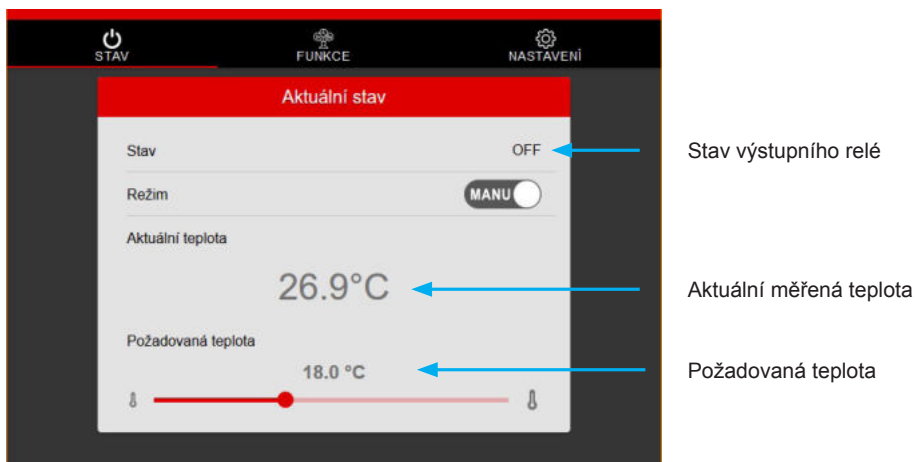 STAV FUNKCE NASTAVENÍ
Aktuální stav
Stav OFF Stav výstupního relé
Režim MANU
Aktuální teplota
26.9°C Aktuální měřená teplota
Požadovaná teplota
18.0 °C Požadovaná teplota